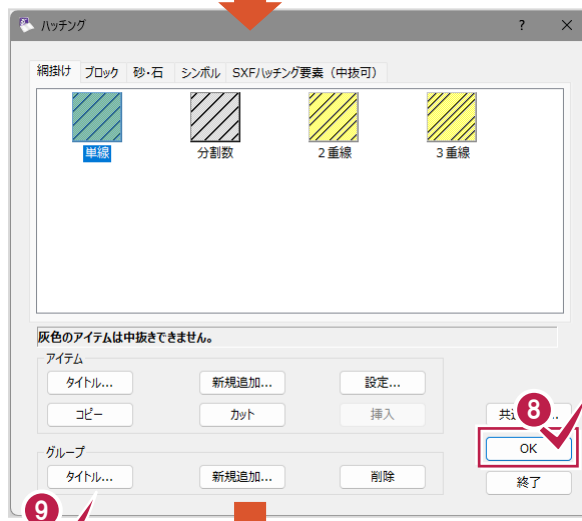 ハッチング ? ×
網掛け ブロック 砂・石 シンボル SXFハッチング要素（中抜可）
単線 分割数 2重線 3重線
灰色のアイテムは中抜きできません。
アイテム
タイトル... 新規追加... 設定...
コピー カット 挿入
8
OK
グループ
タイトル... 新規追加... 削除
終了
9